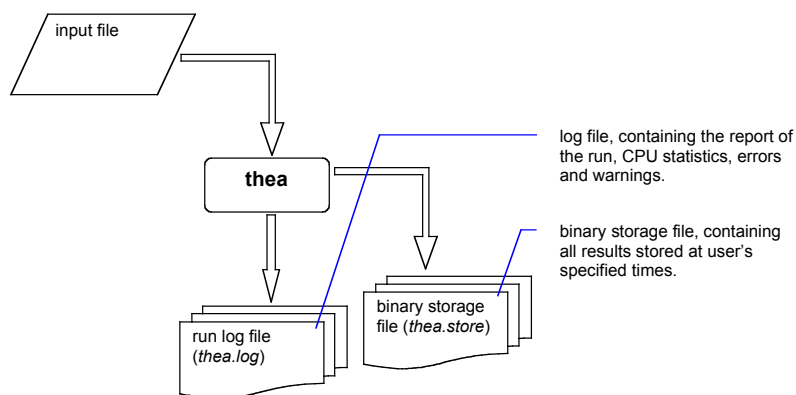 input file
thea
log file, containing the report of
the run, CPU statistics, errors
and warnings.
binary storage file, containing
all results stored at user's
specified times.
binary storage
file (thea.store)
run log file
(thea.log)